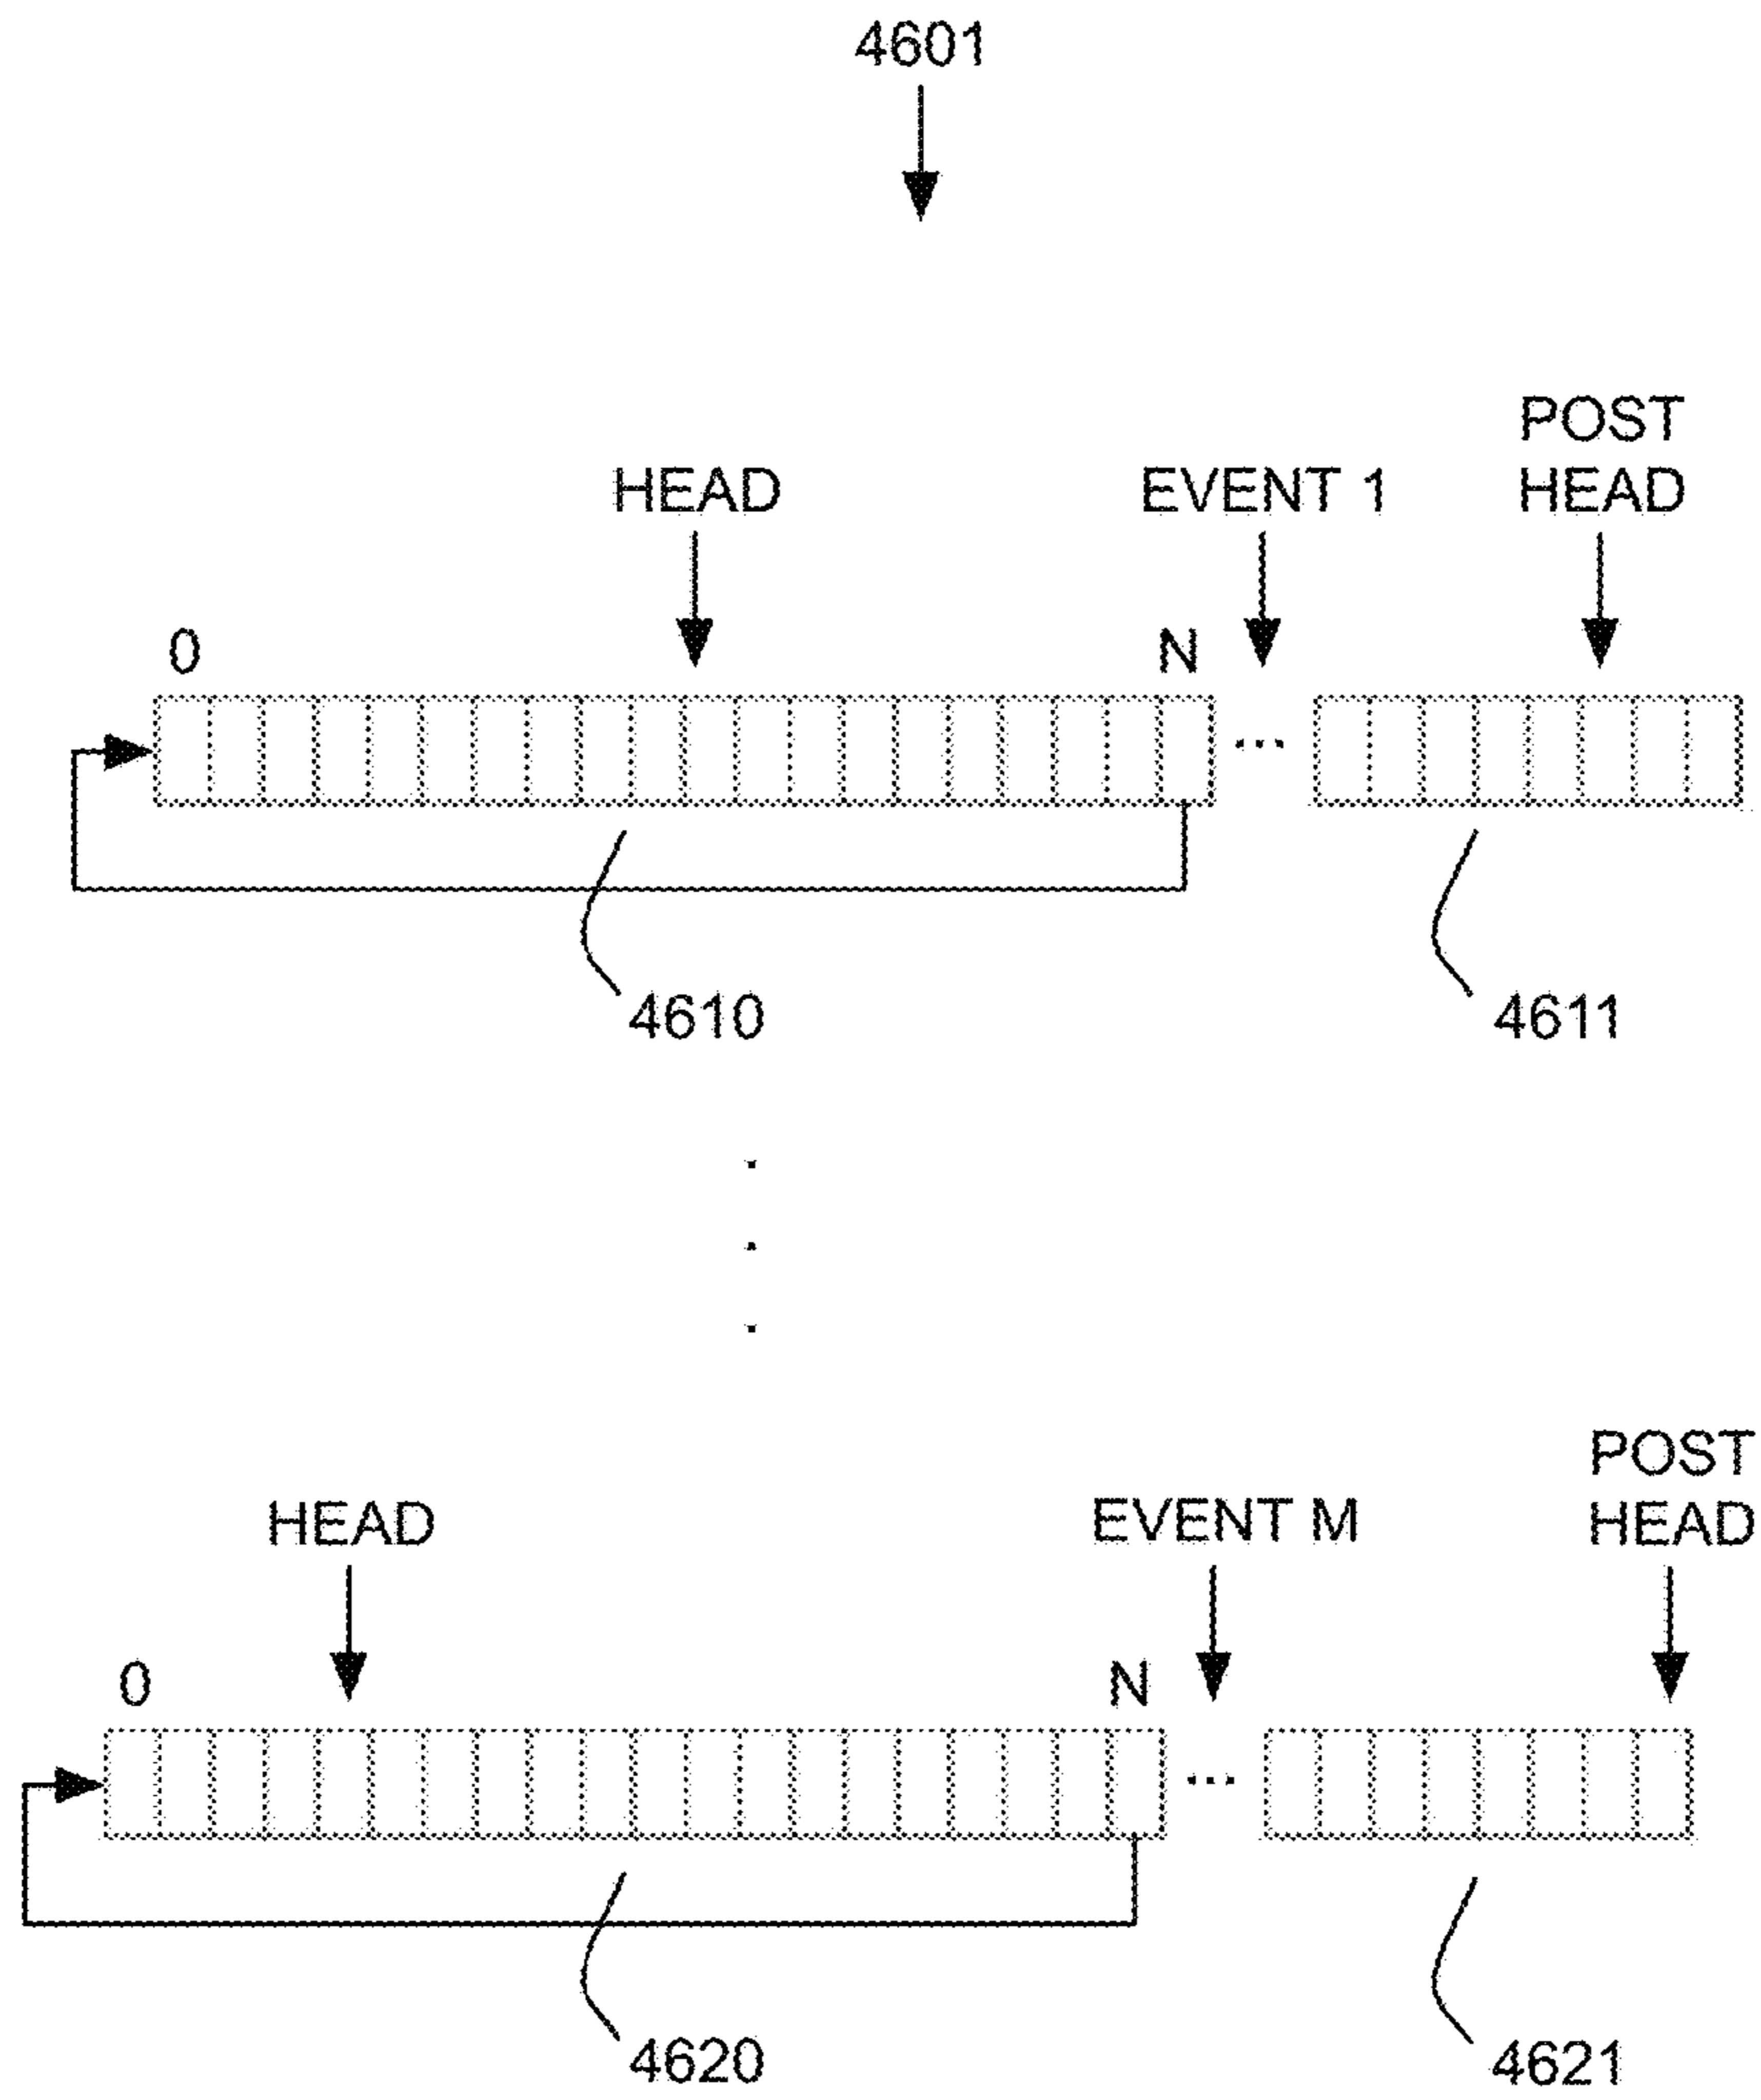 4601
POST
HEAD EVENT 1 HEAD
0 N
...
4610 4611
POST
HEAD EVENT M HEAD
0 N
...
4620 4621